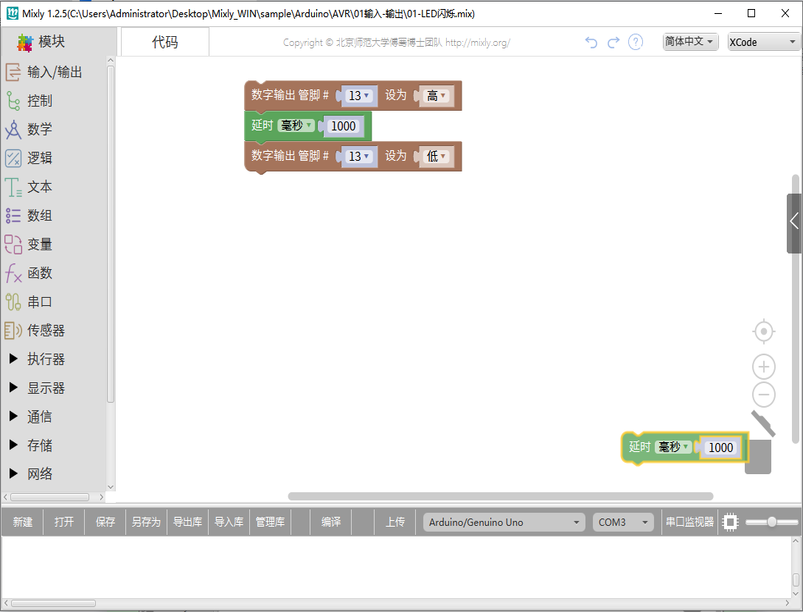 Mixly 1.2.5(C:\Users\Administrator\Desktop\Mixly_WIN\sample\Arduino\AVR\01输入-输出\01-LED闪烁.mix)
模块
代码
Copyright © 北京师范大学傅骞博士团队 http://mixly.org/
?
简体中文
XCode
输入/输出
控制
数学
逻辑
文本
数组
变量
函数
串口
传感器
执行器
显示器
通信
存储
网络
数字输出 管脚 # 13 设为 高
延时 毫秒 1000
数字输出 管脚 # 13 设为 低
延时 毫秒 1000
新建 打开 保存 另存为 导出库 导入库 管理库 编译 上传 Arduino/Genuino Uno COM3 串口监视器